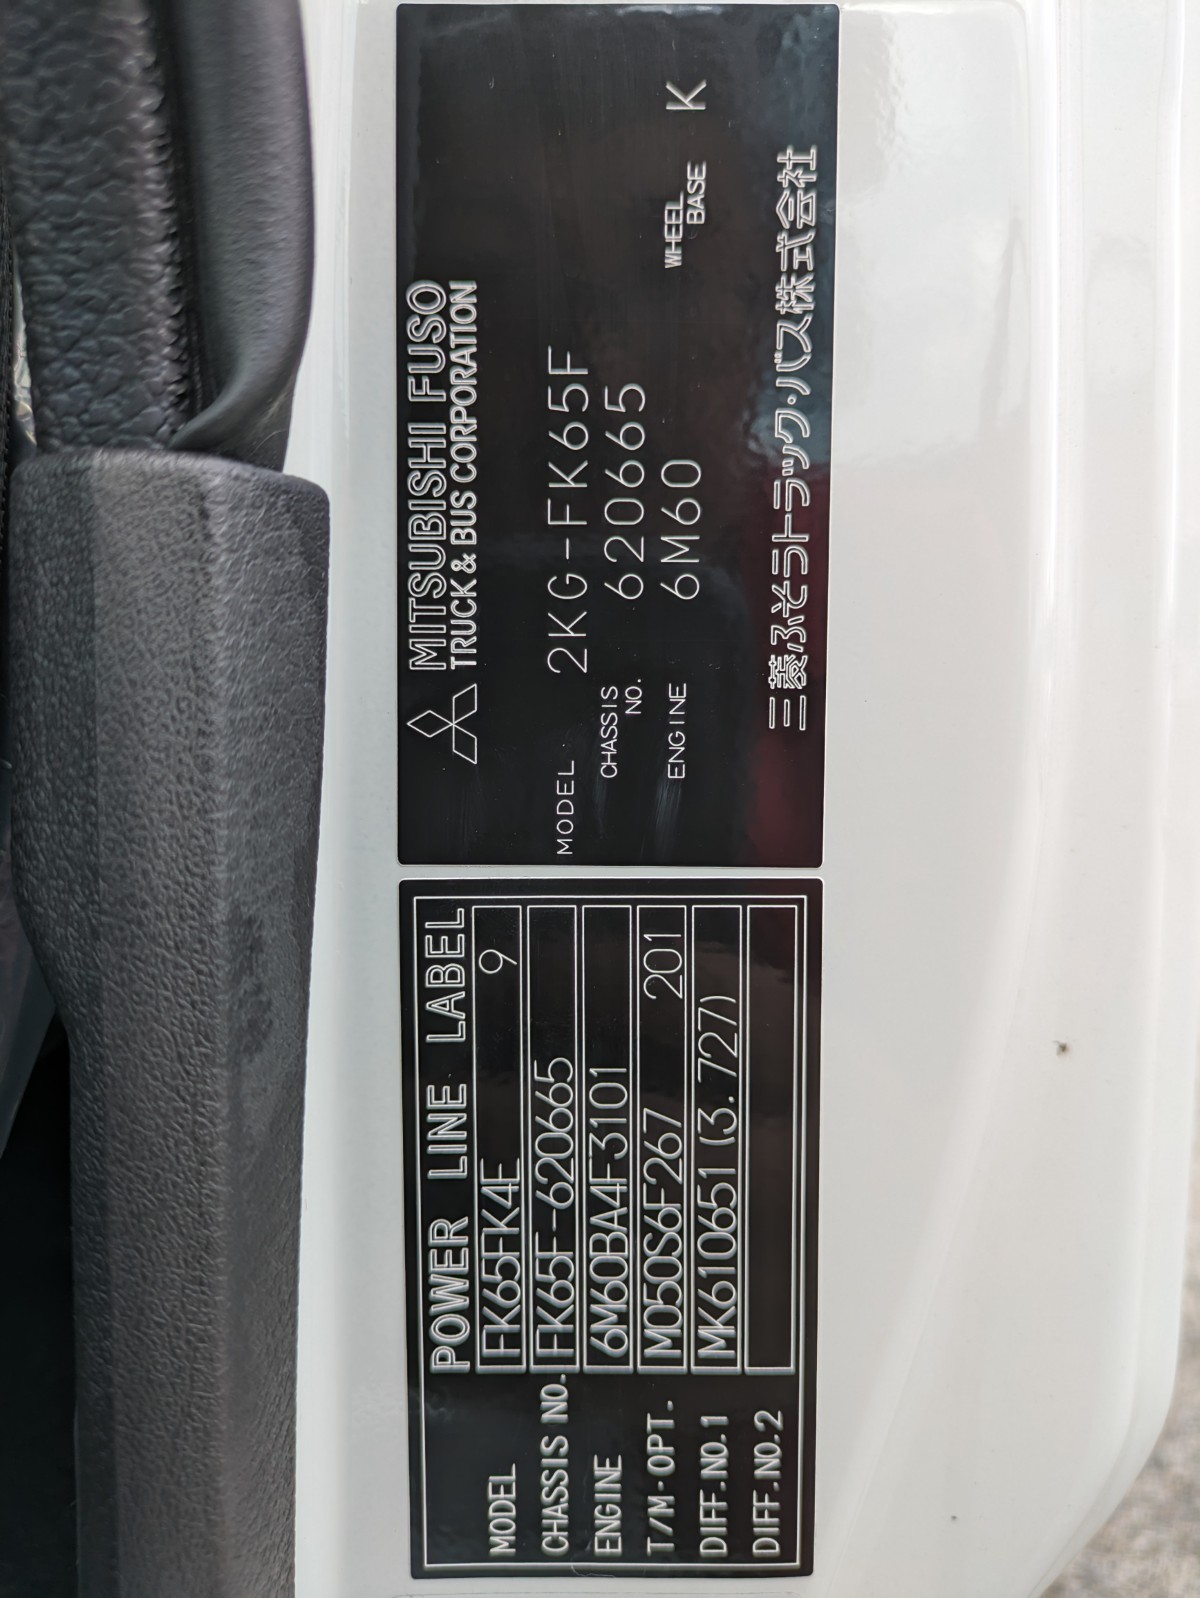 POWER LINE LABEL
MODEL FK65FK4E 9
CHASSIS NO. FK65F-620665
ENGINE 6M60BA4F3101
T/M·OPT. M050S6F267 201
DIFF.NO.1 MK610651(3.727)
DIFF.NO.2
MITSUBISHI FUSO
TRUCK & BUS CORPORATION
MODEL 2KG-FK65F
CHASSIS NO. 620665
ENGINE 6M60 WHEEL BASE K
三菱ふそうトラック・バス株式会社